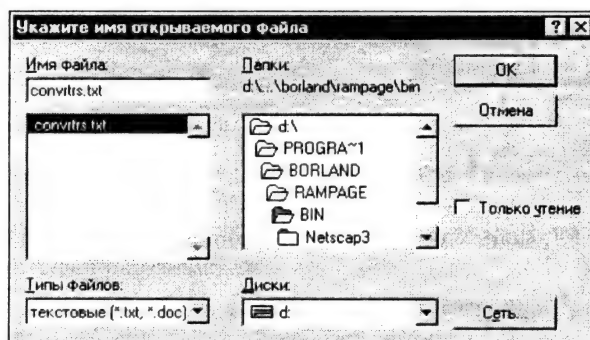 Укажите имя открываемого файла
Имя файла:
convrtrs.txt
convrtrs.txt
Папки:
d:\...\borland\rampage\bin
d:\
PROGRA~1
BORLAND
RAMPAGE
BIN
Netscap3
OK
Отмена
Только чтение
Типы файлов:
текстовые (*.txt, *.doc)
Диски:
d:
Сеть...